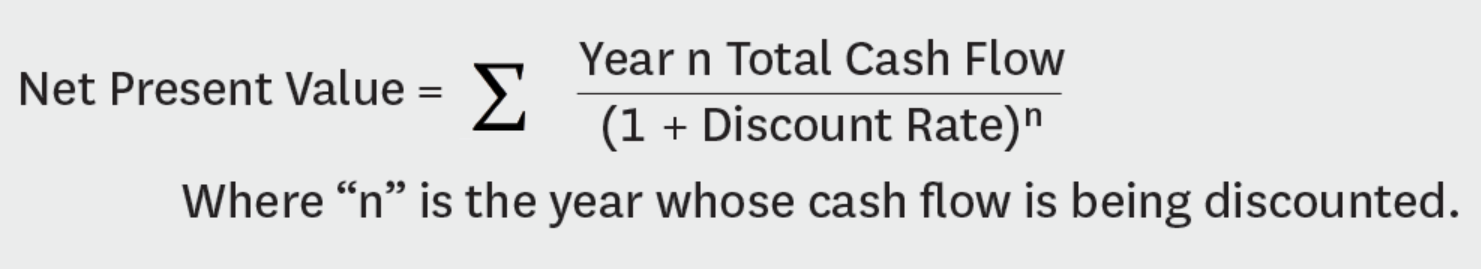 Net Present Value = Σ Year n Total Cash Flow
(1 + Discount Rate)ⁿ
Where “n” is the year whose cash flow is being discounted.